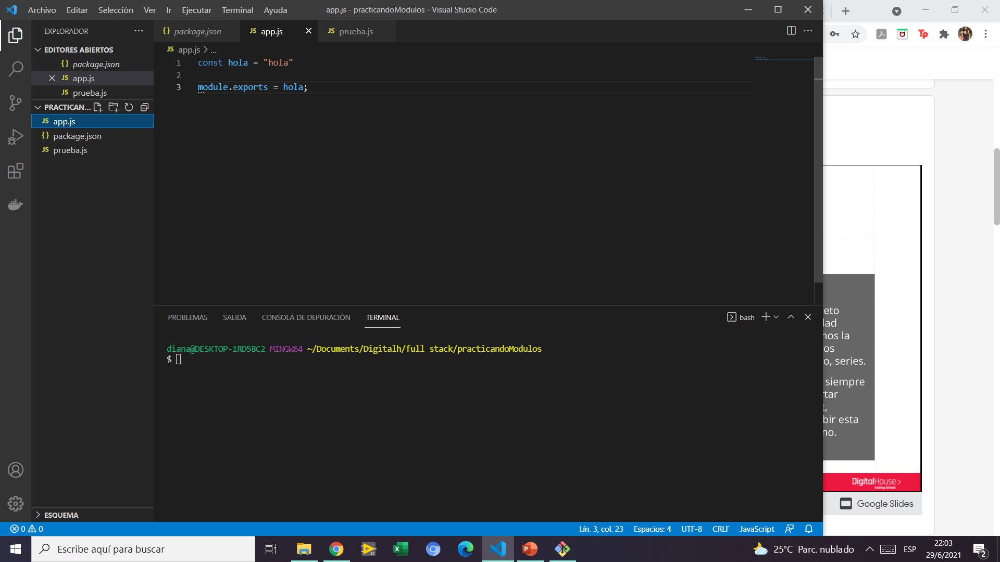 Archivo Editar Selección Ver Ir Ejecutar Terminal Ayuda
app.js - practicandoModulos - Visual Studio Code
EXPLORADOR
package.json
app.js
prueba.js
EDITORES ABIERTOS
package.json
app.js
prueba.js
PRACTICAN...
app.js
package.json
prueba.js
ESQUEMA
app.js > ...
1 const hola = "hola"
2
3 module.exports = hola;
PROBLEMAS SALIDA CONSOLA DE DEPURACIÓN TERMINAL
bash
diana@DESKTOP-1RD58C2 MINGW64 ~/Documents/Digitalh/full stack/practicandoModulos
$
eto
dad
nos la
os
o, series.
siempre
rtar
t,
bir esta
no.
DigitalHouse>
Coding School
Google Slides
0 0
Lín. 3, col. 23 Espacios: 4 UTF-8 CRLF JavaScript
Escribe aquí para buscar
25°C Parc. nublado
ESP
22:03
29/6/2021
2